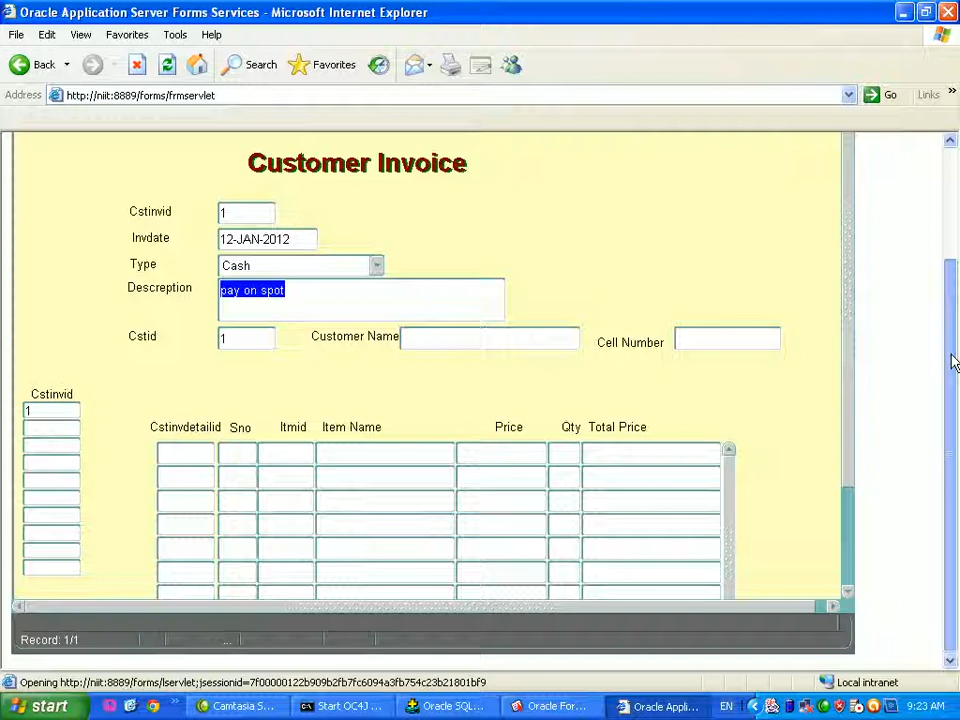 Oracle Application Server Forms Services - Microsoft Internet Explorer
File Edit View Favorites Tools Help
Back Search Favorites
Address http://niit:8889/forms/frmservlet Go Links »
Customer Invoice
Cstinvid 1
Invdate 12-JAN-2012
Type Cash
Descreption pay on spot
Cstid 1 Customer Name Cell Number
Cstinvid
1
Cstinvdetailid Sno Itmid Item Name Price Qty Total Price
Record: 1/1 ...
Opening http://niit:8889/forms/lservlet;jsessionid=7f00000122b909b2fb7fc6094a3fb754c23b21801bf9 Local intranet
start » Camtasia S... Start OC4J ... Oracle SQL... Oracle For... Oracle Appli... EN 9:23 AM